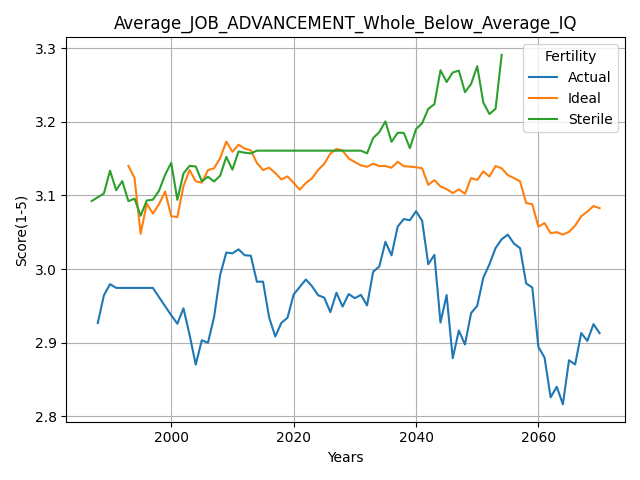 Average_JOB_ADVANCEMENT_Whole_Below_Average_IQ
Fertility
Actual
Ideal
Sterile
Score(1-5)
3.3
3.2
3.1
3.0
2.9
2.8
2000
2020
2040
2060
Years